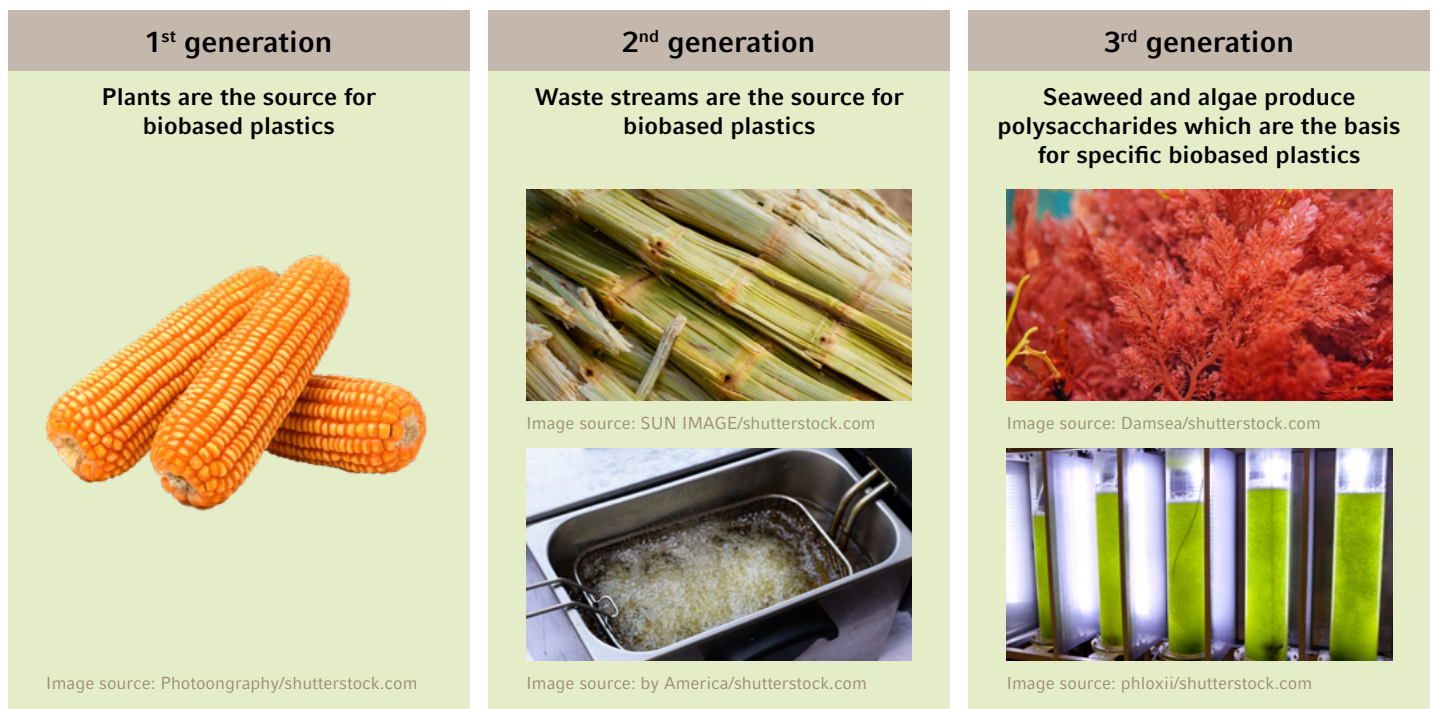 1st generation
Plants are the source for
biobased plastics
Image source: Photoongraphy/shutterstock.com
2nd generation
Waste streams are the source for
biobased plastics
Image source: SUN IMAGE/shutterstock.com
Image source: by America/shutterstock.com
3rd generation
Seaweed and algae produce
polysaccharides which are the basis
for specific biobased plastics
Image source: Damsea/shutterstock.com
Image source: phloxii/shutterstock.com